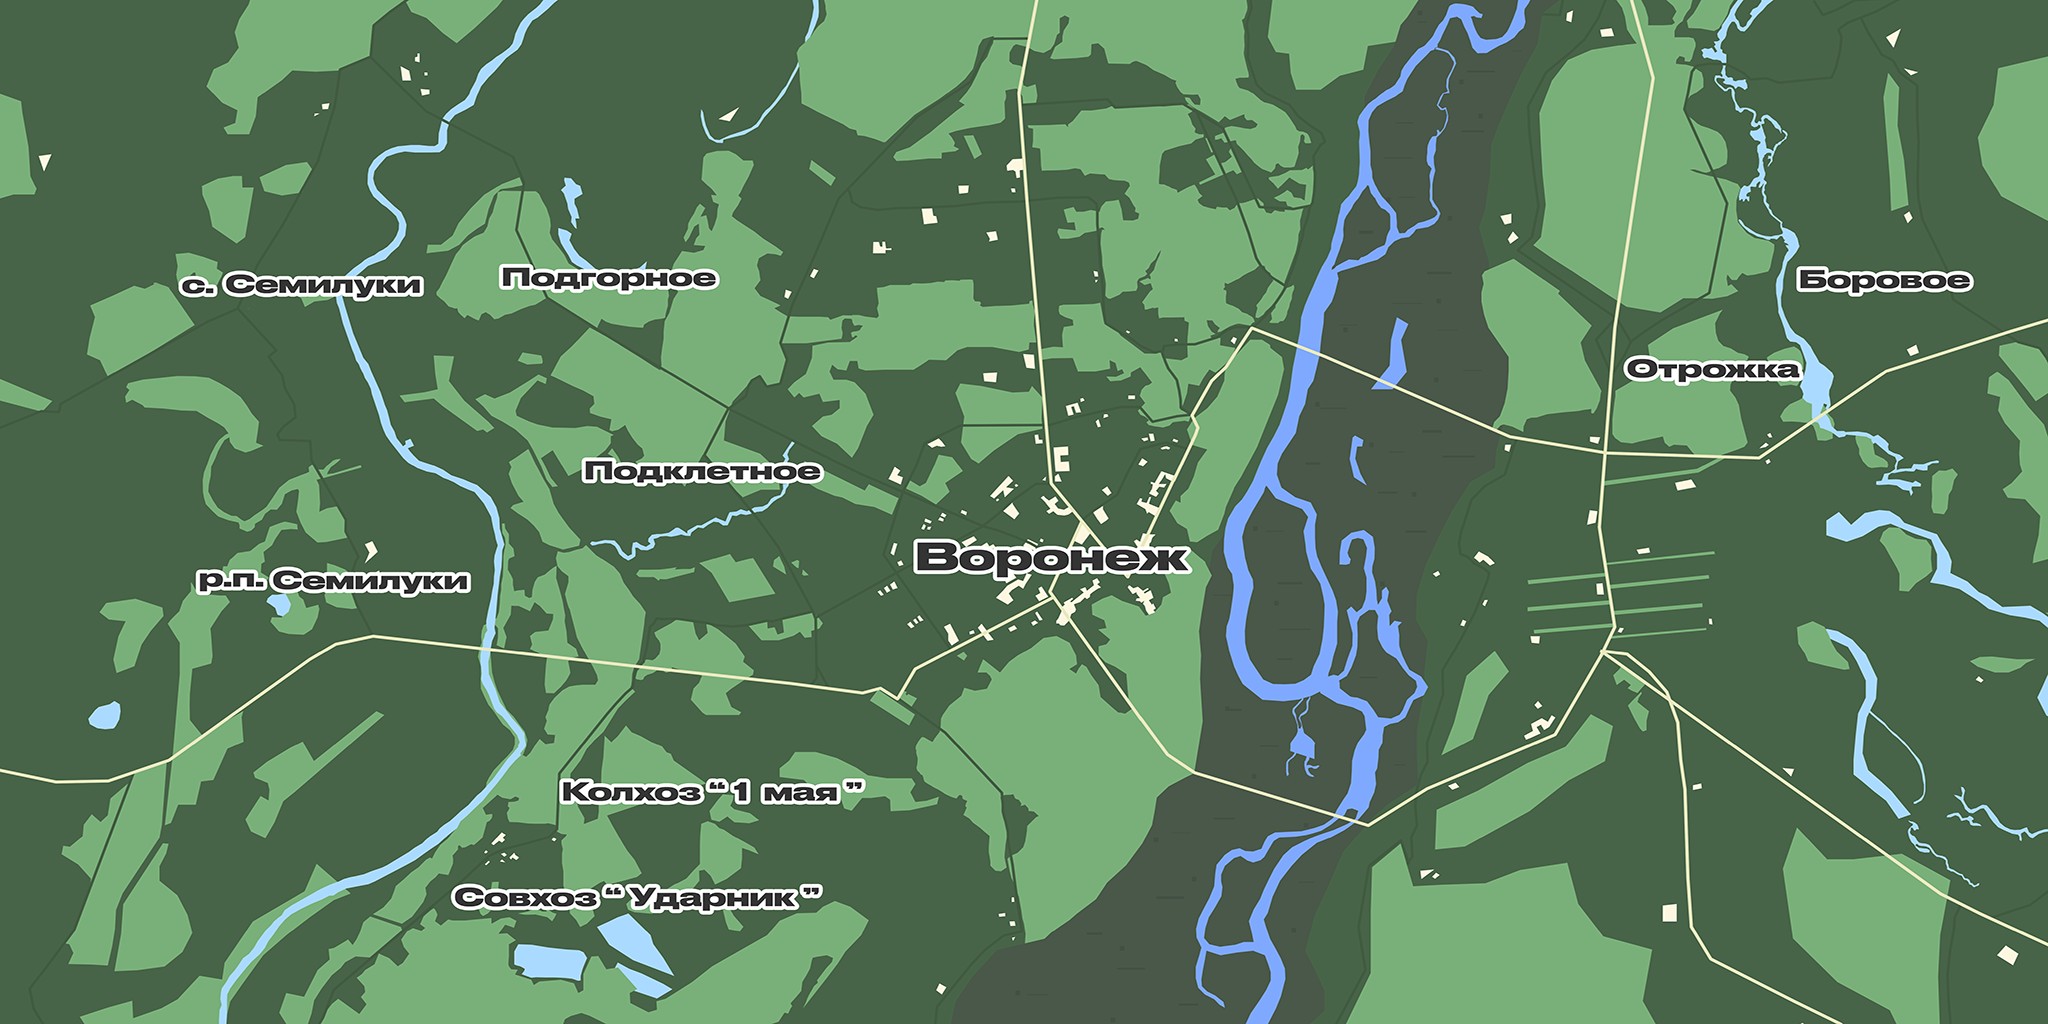 с. Семилуки
Подгорное
Боровое
Отрожка
Подклетное
Воронеж
р.п. Семилуки
Колхоз “1 мая”
Совхоз “Ударник”